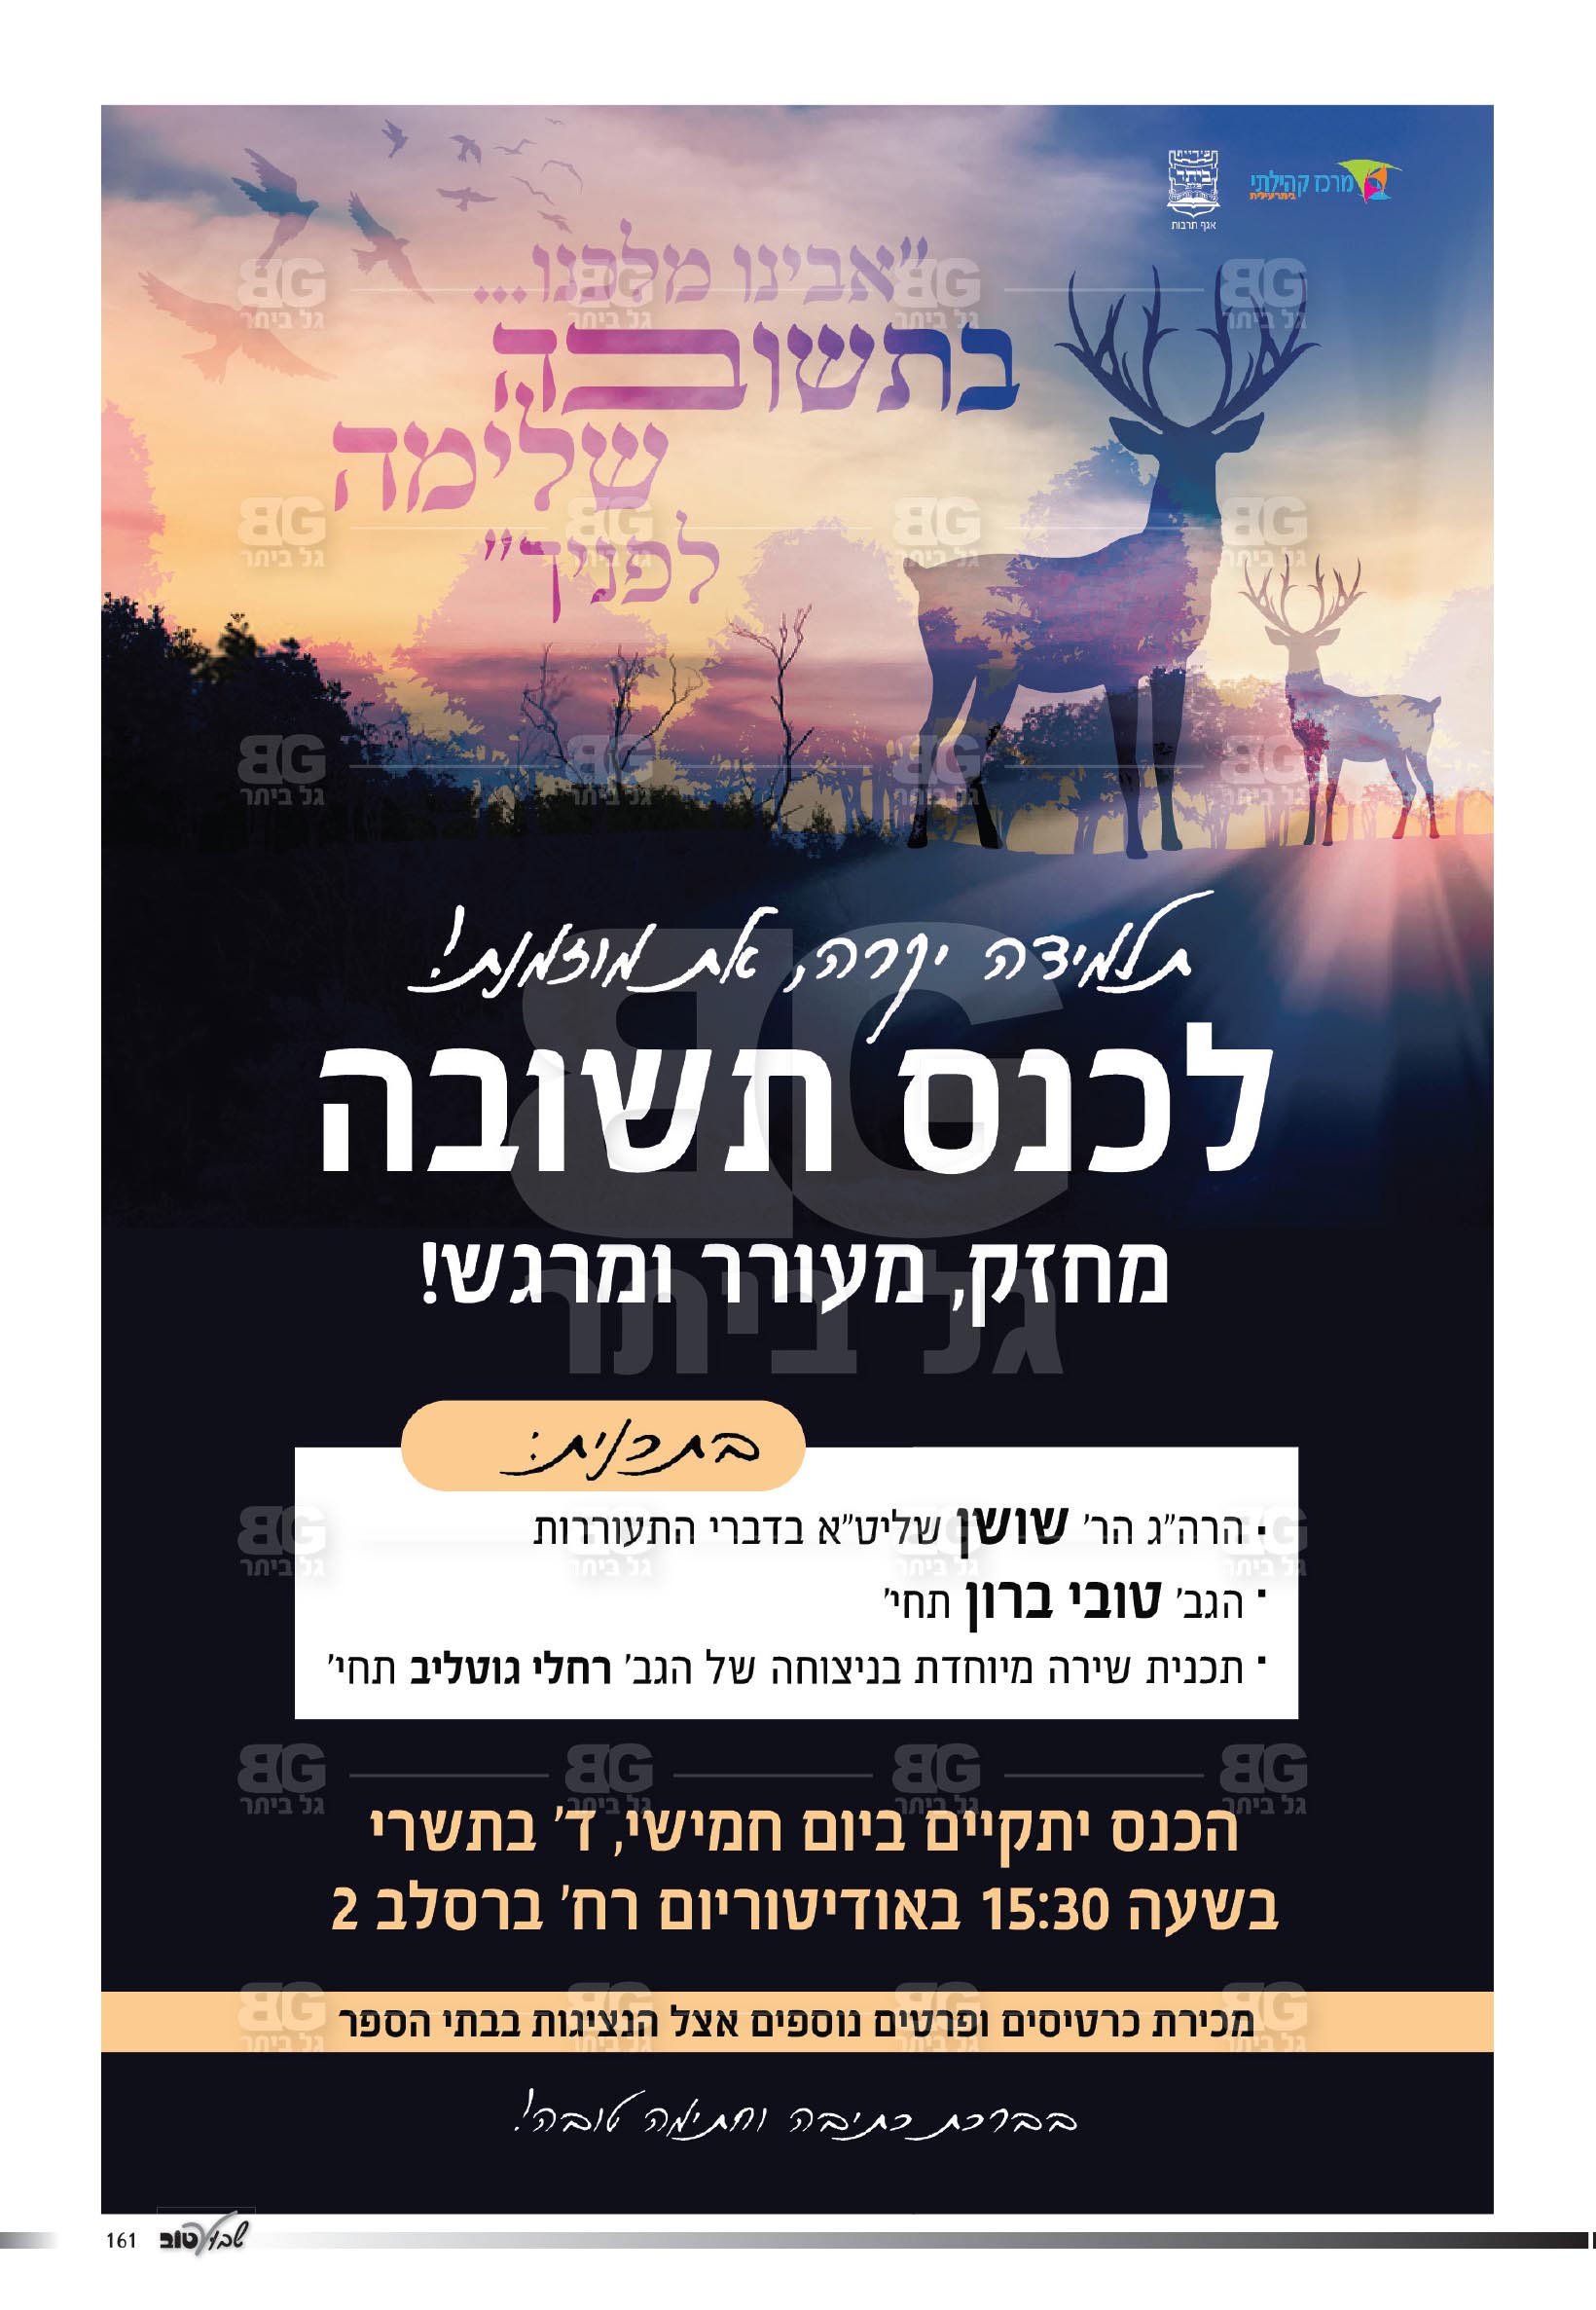 מרכז קהילתי
ביתר עילית
עיריית
ביתר
אגף תרבות
"אבינו מלכנו...
בתשובה
שלימה
לפניך"
תלמידה יקרה, את מוזמנת!
לכנס תשובה
מחזק, מעורר ומרגש!
BG
גל ביתר
בתכנית:
· הרה"ג הר' שושן שליט"א בדברי התעוררות
· הגב' טובי ברון תחי'
· תכנית שירה מיוחדת בניצוחה של הגב' רחלי גוטליב תחי'
הכנס יתקיים ביום חמישי, ד' בתשרי
בשעה 15:30 באודיטוריום רח' ברסלב 2
מכירת כרטיסים ופרטים נוספים אצל הנציגות בבתי הספר
בברכת כתיבה וחתימה טובה!
שבוע טוב 161